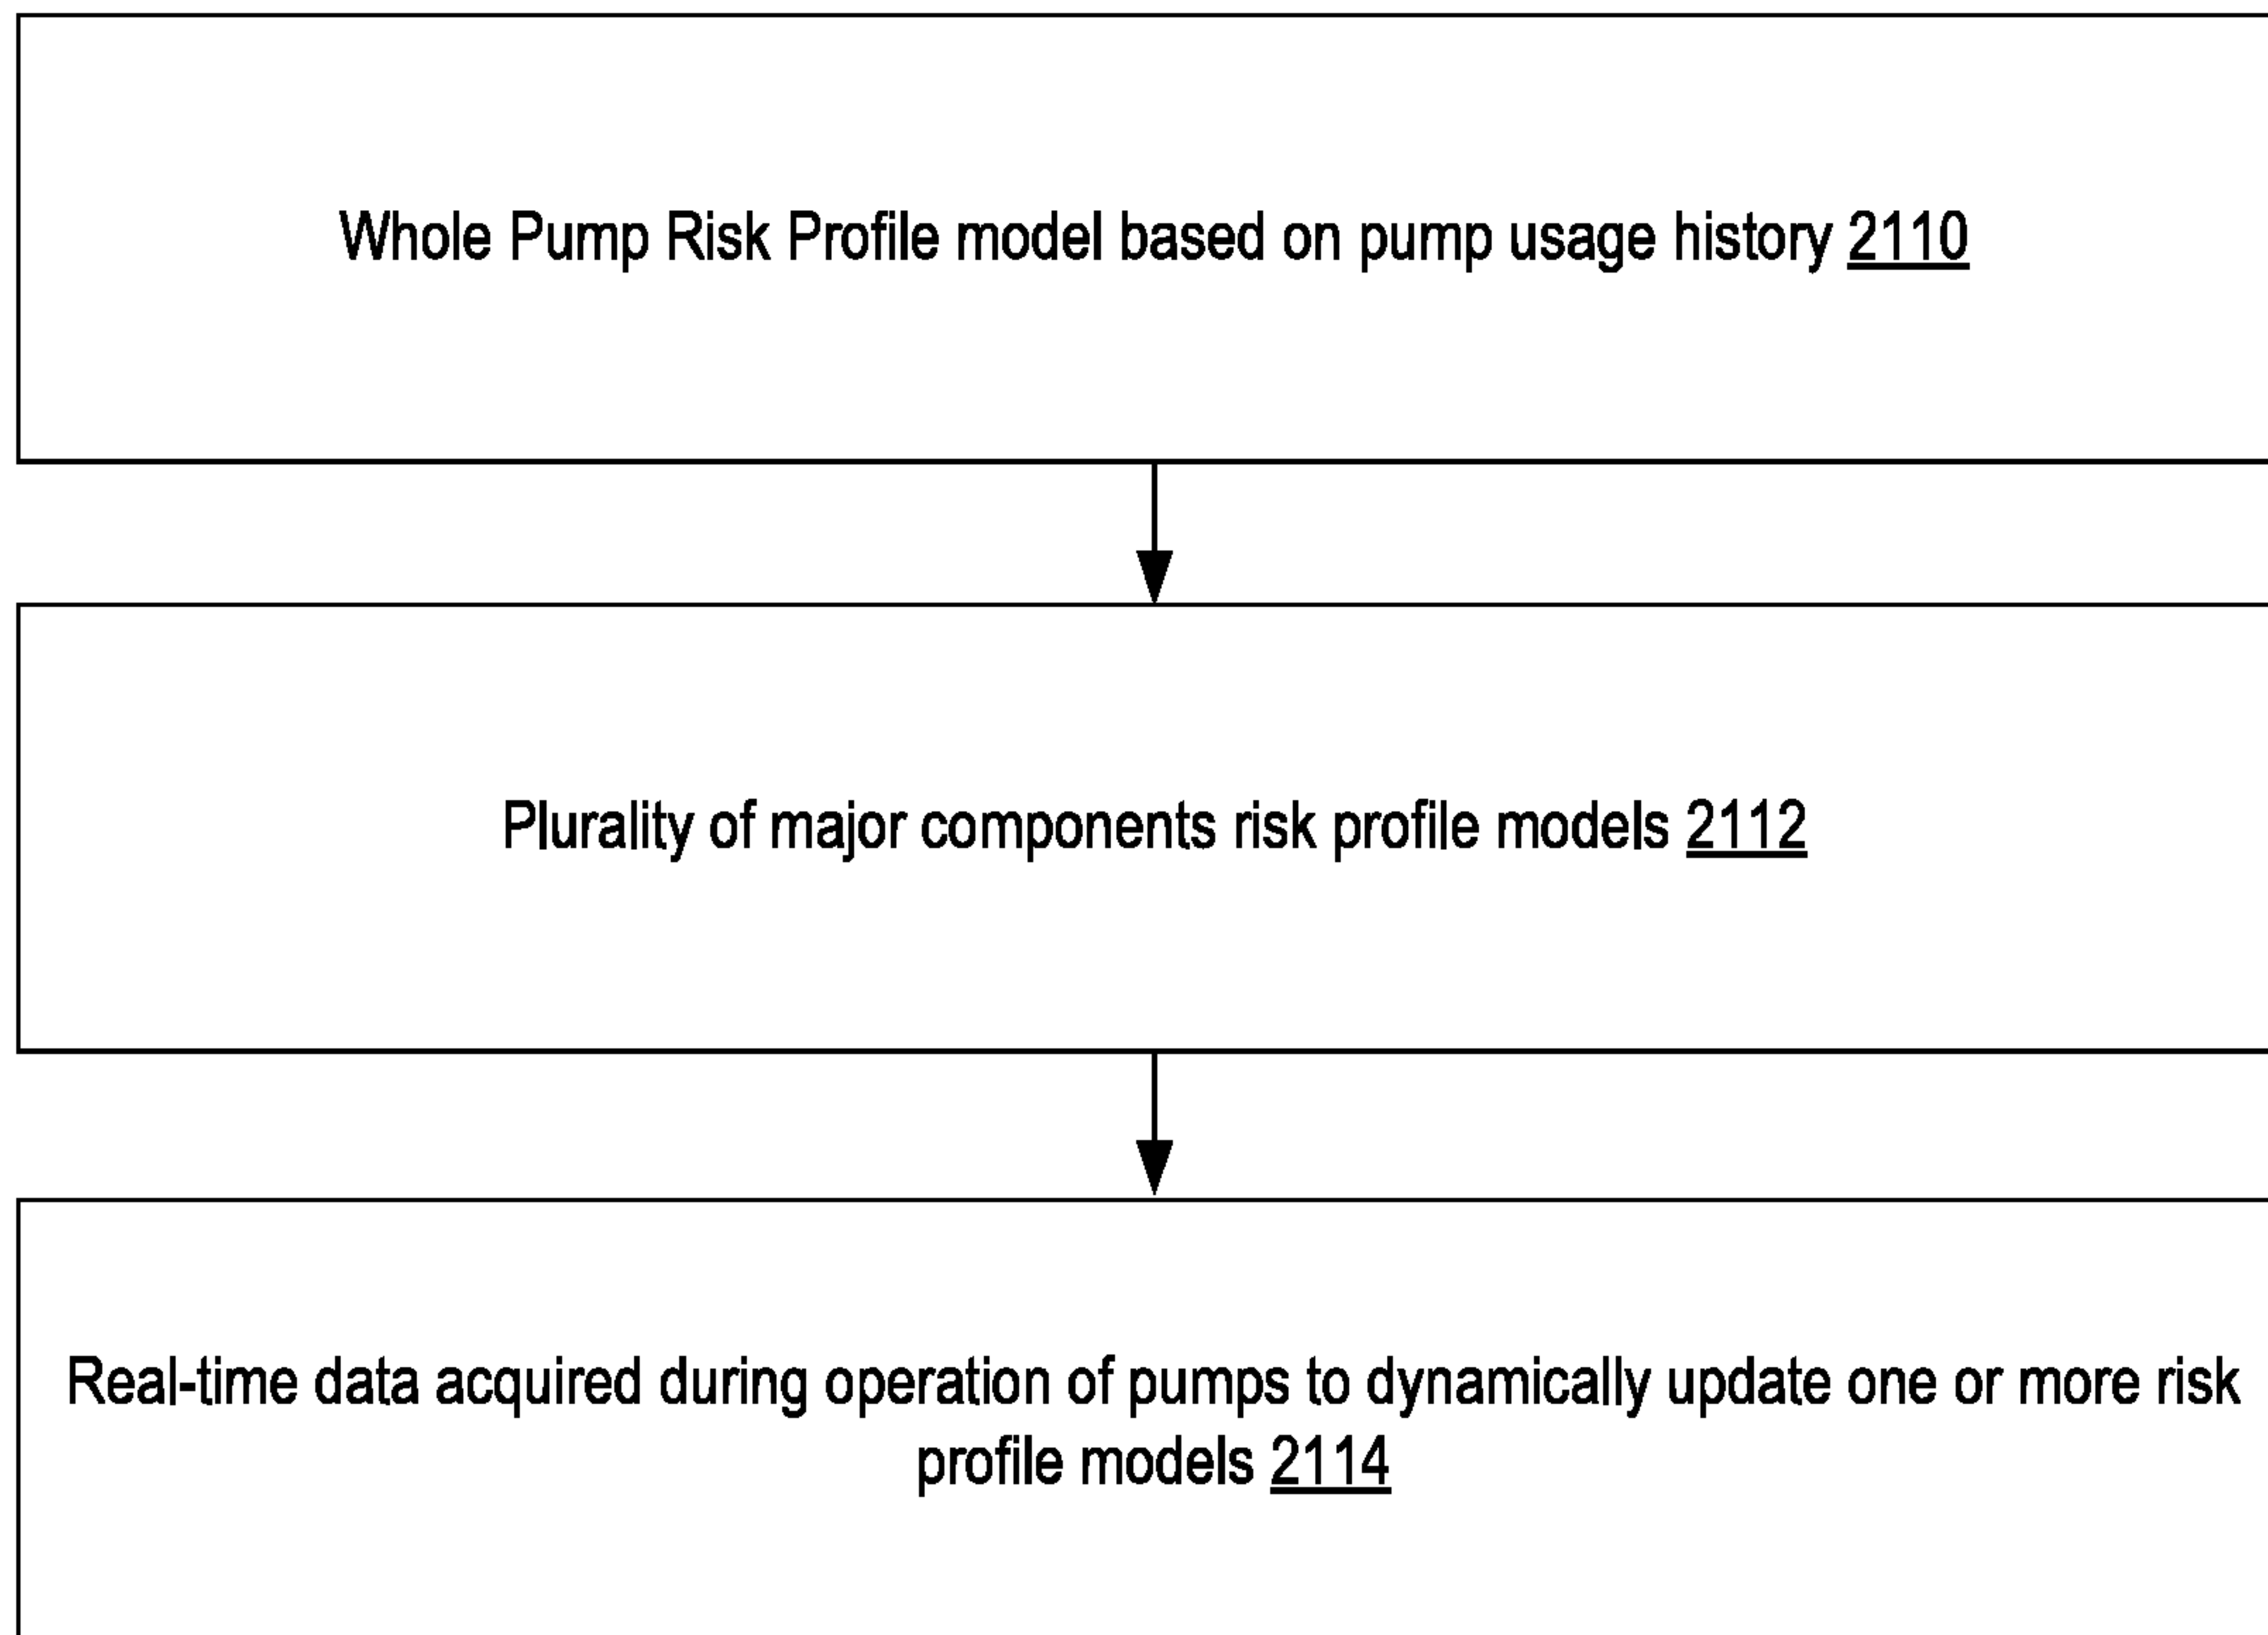 Whole Pump Risk Profile model based on pump usage history 2110
Plurality of major components risk profile models 2112
Real-time data acquired during operation of pumps to dynamically update one or more risk
profile models 2114